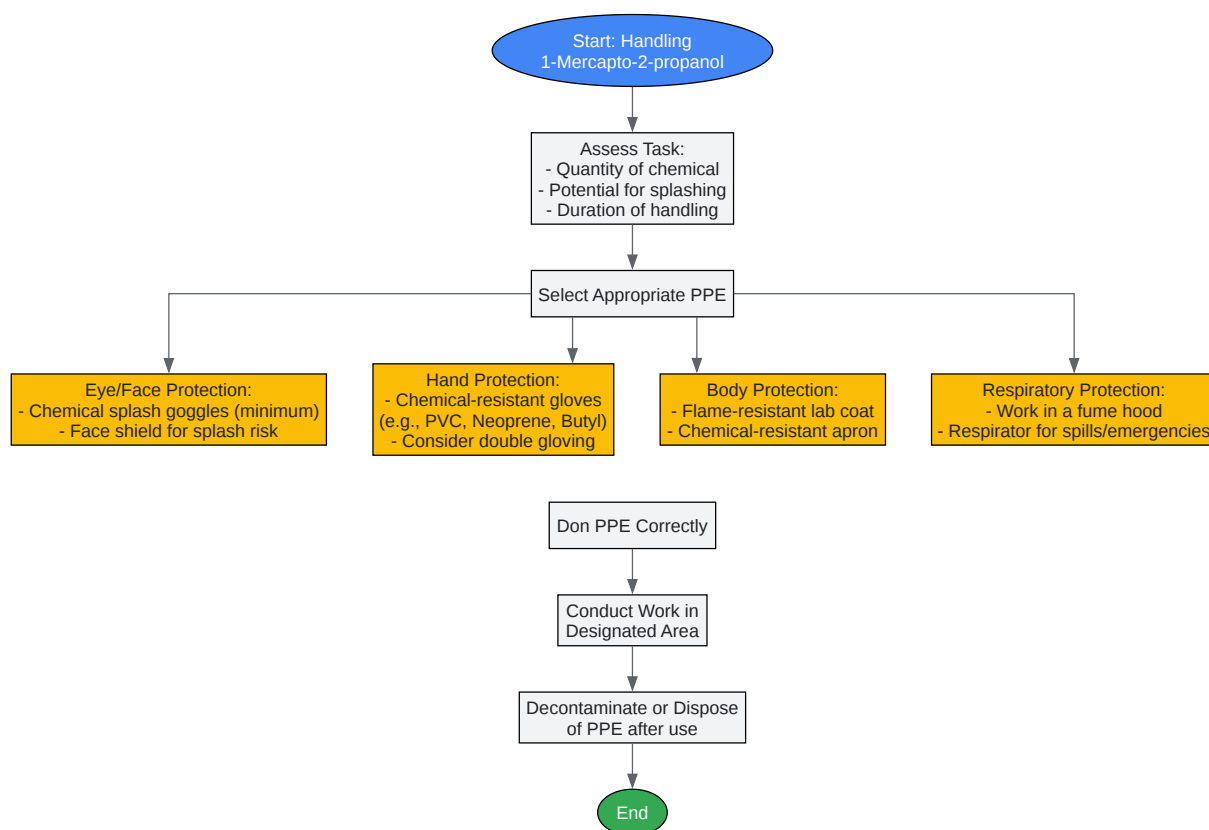 Start: Handling
1-Mercapto-2-propanol
Assess Task:
- Quantity of chemical
- Potential for splashing
- Duration of handling
Select Appropriate PPE
Eye/Face Protection:
- Chemical splash goggles (minimum)
- Face shield for splash risk
Hand Protection:
- Chemical-resistant gloves
(e.g., PVC, Neoprene, Butyl)
- Consider double gloving
Body Protection:
- Flame-resistant lab coat
- Chemical-resistant apron
Respiratory Protection:
- Work in a fume hood
- Respirator for spills/emergencies
Don PPE Correctly
Conduct Work in
Designated Area
Decontaminate or Dispose
of PPE after use
End